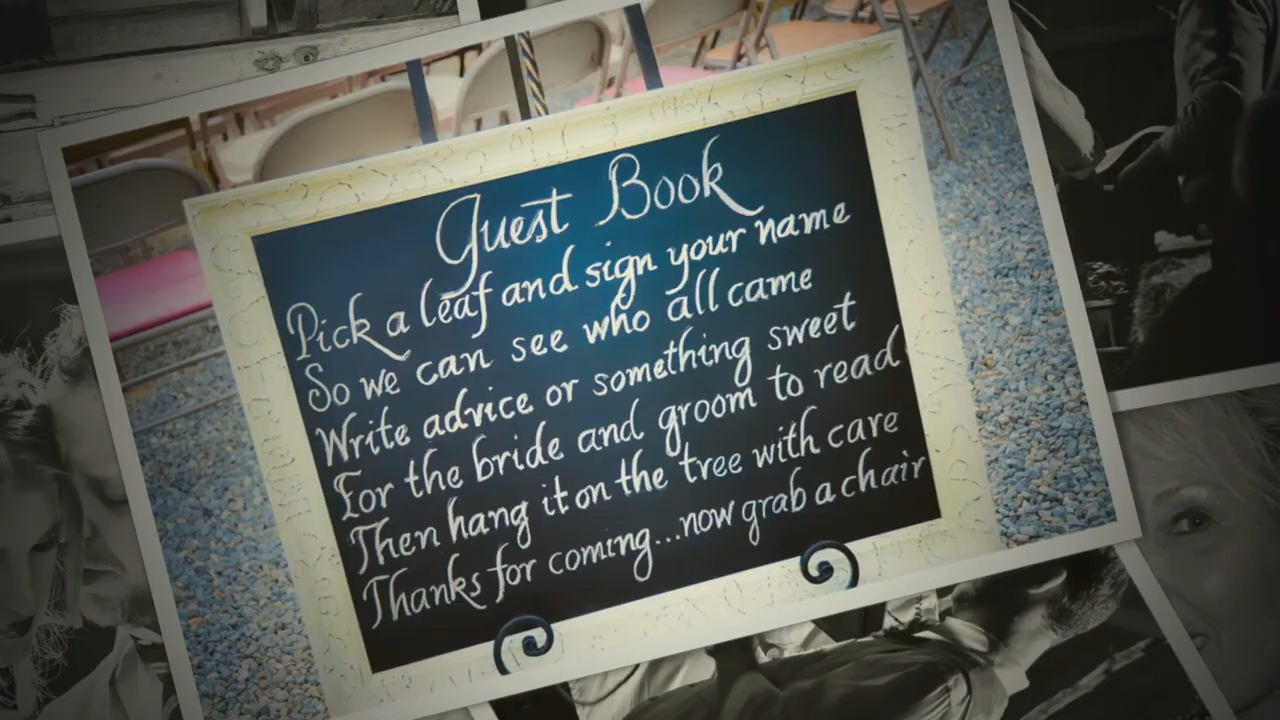 Guest Book
Pick a leaf and sign your name
So we can see who all came
Write advice or something sweet
For the bride and groom to read
Then hang it on the tree with care
Thanks for coming...now grab a chair